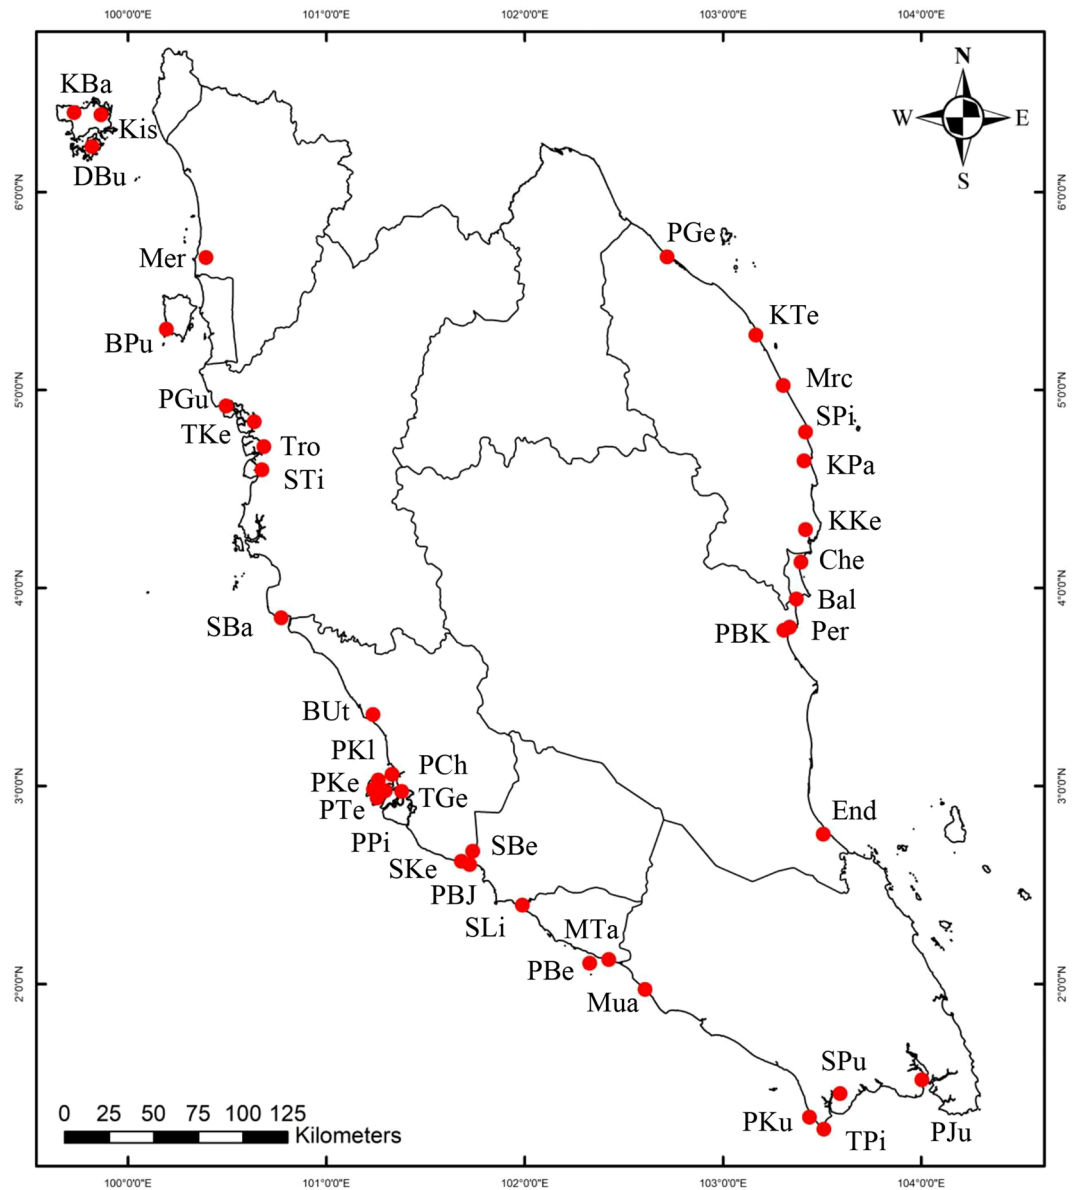 100°0'0"E 101°0'0"E 102°0'0"E 103°0'0"E 104°0'0"E
N
W E
S
KBa
Kis
DBu
6°0'0"N 6°0'0"N
PGe
Mer
KTe
BPu
Mrc
5°0'0"N 5°0'0"N
PGu
SPi
TKe
Tro
KPa
STi
KKe
Che
4°0'0"N 4°0'0"N
Bal
SBa
PBK Per
BUt
PKl
PCh
PKe
3°0'0"N 3°0'0"N
TGe
PTe
End
PPi
SBe
SKe
PBJ
SLi
MTa
PBe
2°0'0"N 2°0'0"N
Mua
SPu
0 25 50 75 100 125
Kilometers
PKu
TPi
PJu
100°0'0"E 101°0'0"E 102°0'0"E 103°0'0"E 104°0'0"E